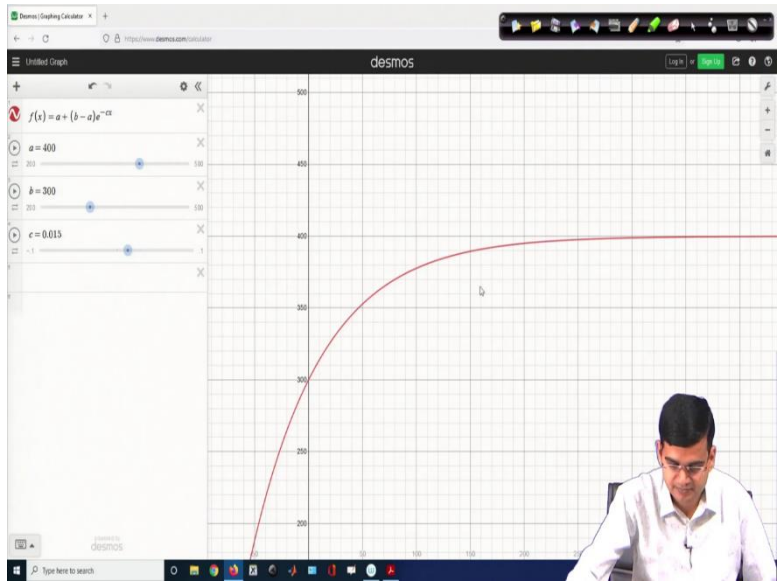 Desmos | Graphing Calculator × +
https://www.desmos.com/calculator
Untitled Graph
desmos
Log In or Sign Up
f(x) = a + (b − a)e^{−cx}
a = 400
200 500
b = 300
200 500
c = 0.015
-.1 .1
powered by
desmos
500
450
400
350
300
250
200
50 100 150 200
Type here to search